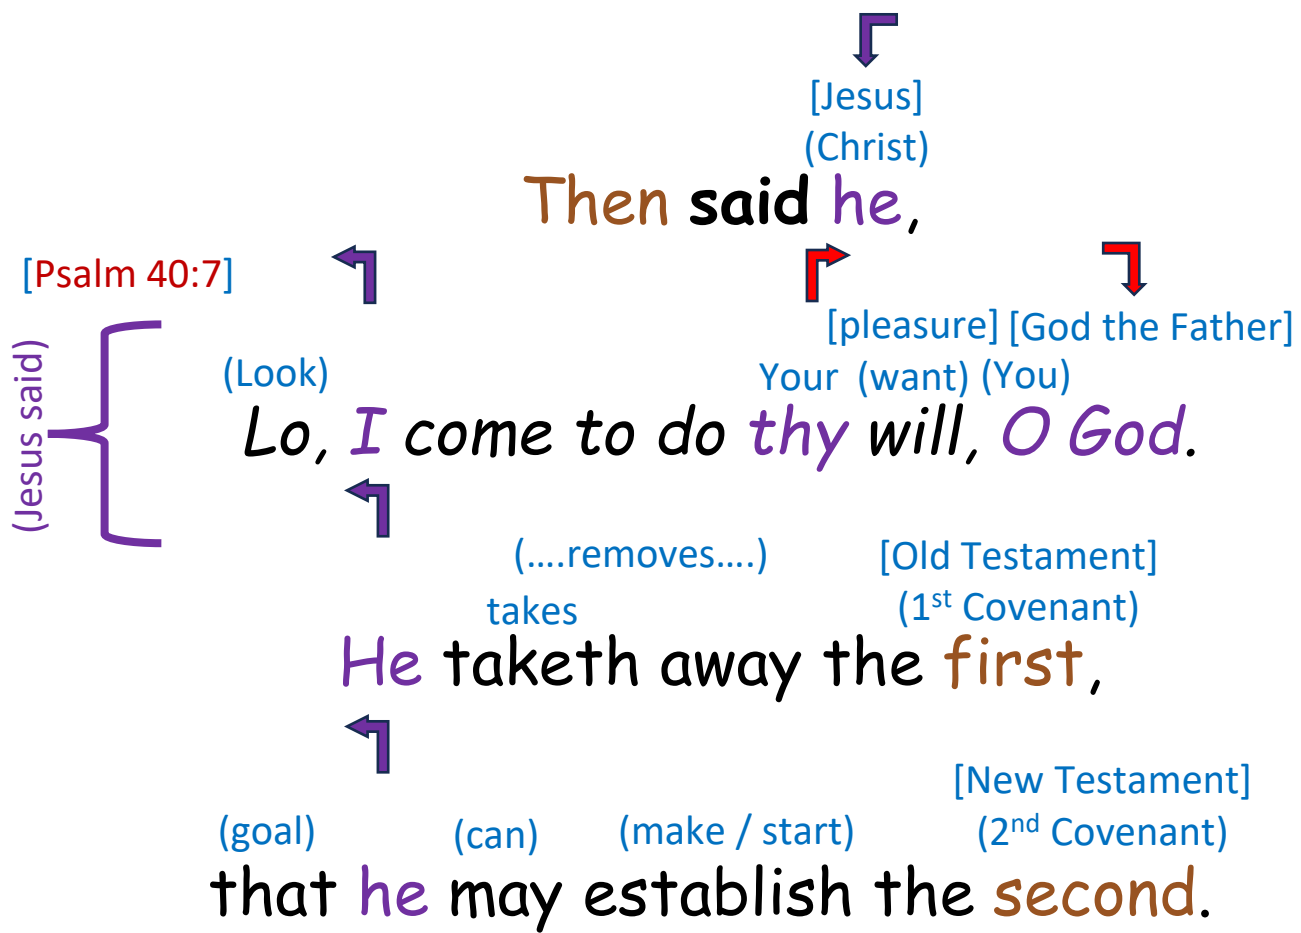 [Jesus]
(Christ)
Then said he,
[Psalm 40:7]
[pleasure] [God the Father]
(Look) Your (want) (You)
(Jesus said)
Lo, I come to do thy will, O God.
(....removes....) [Old Testament]
takes (1st Covenant)
He taketh away the first,
[New Testament]
(goal) (can) (make / start) (2nd Covenant)
that he may establish the second.